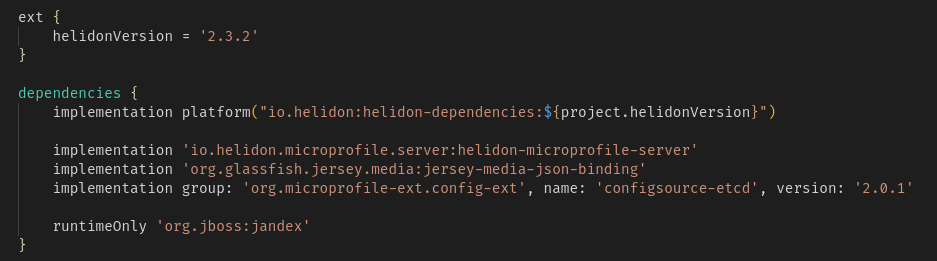 ext {
    helidonVersion = '2.3.2'
}
dependencies {
    implementation platform("io.helidon:helidon-dependencies:${project.helidonVersion}")
    implementation 'io.helidon.microprofile.server:helidon-microprofile-server'
    implementation 'org.glassfish.jersey.media:jersey-media-json-binding'
    implementation group: 'org.microprofile-ext.config-ext', name: 'configsource-etcd', version: '2.0.1'
    runtimeOnly 'org.jboss:jandex'
}